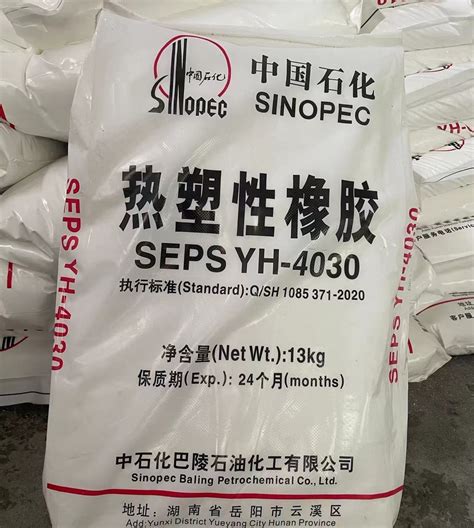 中国石化
SINOPEC
中国石化
SINOPEC
热塑性橡胶
SEPS YH-4030
执行标准(Standard):Q/SH 1085 371-2020
净含量(Net Wt.):13kg
保质期(Exp.): 24个月(months)
中石化巴陵石油化工有限公司
Sinopec Baling Petrochemical Co., Ltd.
地址: 湖南省岳阳市云溪区
Add:Yunxi District Yueyang City Hunan Province
SEPS YH-4030
SEPS YH-4030